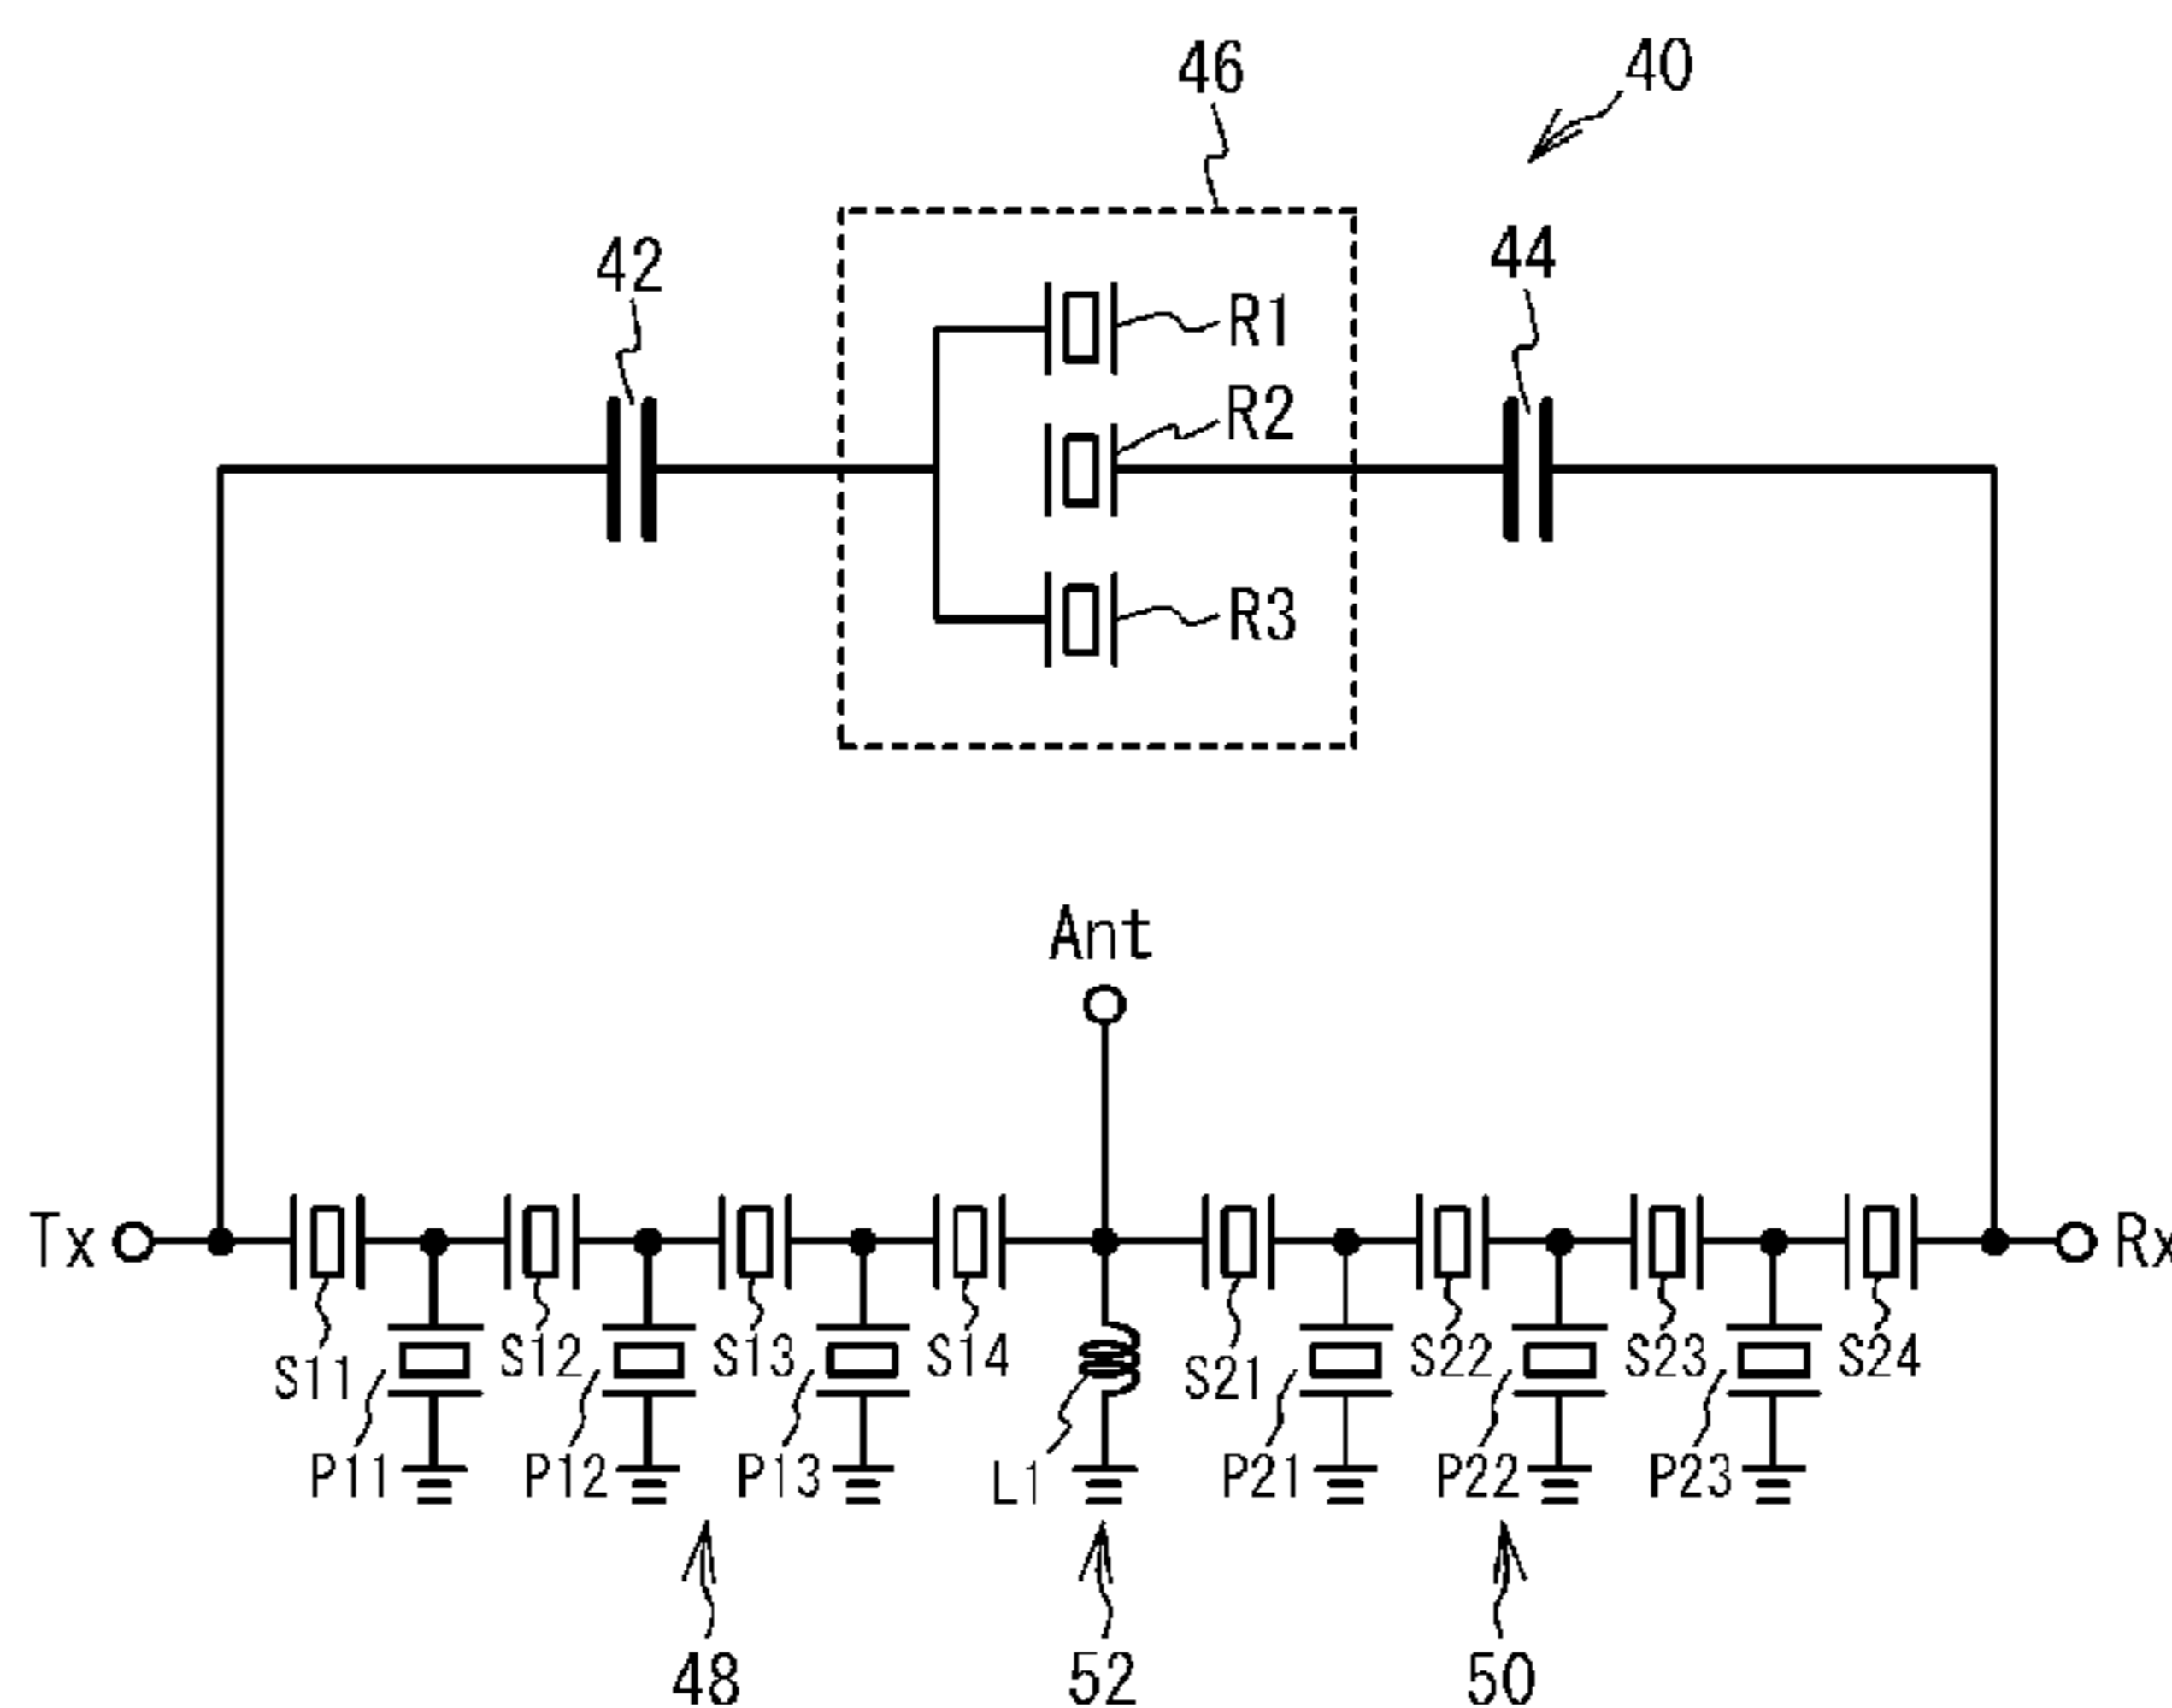 46
40
42
44
R1
R2
R3
Ant
Tx
Rx
S11
S12
S13
S14
S21
S22
S23
S24
P11
P12
P13
L1
P21
P22
P23
48
52
50